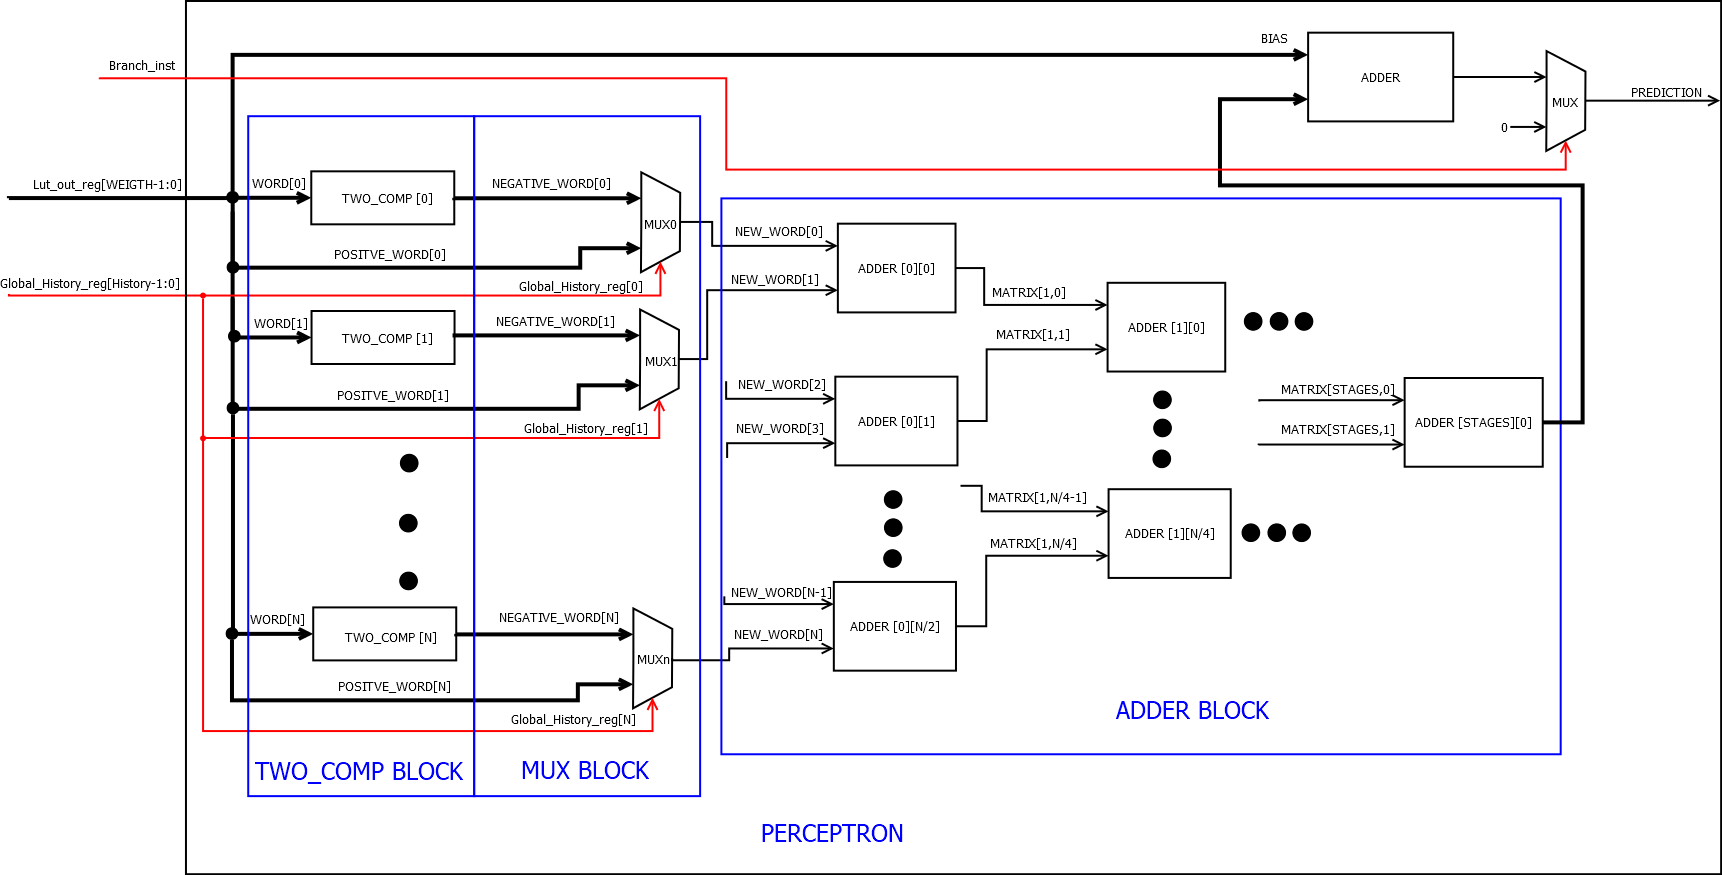 BIAS
Branch_inst
ADDER
MUX
PREDICTION
0
Lut_out_reg[WEIGTH-1:0]
WORD[0]
TWO_COMP [0]
NEGATIVE_WORD[0]
MUX0
POSITVE_WORD[0]
Global_History_reg[History-1:0]
Global_History_reg[0]
WORD[1]
TWO_COMP [1]
NEGATIVE_WORD[1]
MUX1
POSITVE_WORD[1]
Global_History_reg[1]
WORD[N]
TWO_COMP [N]
NEGATIVE_WORD[N]
MUXn
POSITVE_WORD[N]
Global_History_reg[N]
TWO_COMP BLOCK
MUX BLOCK
NEW_WORD[0]
NEW_WORD[1]
ADDER [0][0]
NEW_WORD[2]
NEW_WORD[3]
ADDER [0][1]
NEW_WORD[N-1]
NEW_WORD[N]
ADDER [0][N/2]
MATRIX[1,0]
MATRIX[1,1]
ADDER [1][0]
MATRIX[1,N/4-1]
MATRIX[1,N/4]
ADDER [1][N/4]
MATRIX[STAGES,0]
MATRIX[STAGES,1]
ADDER [STAGES][0]
ADDER BLOCK
PERCEPTRON